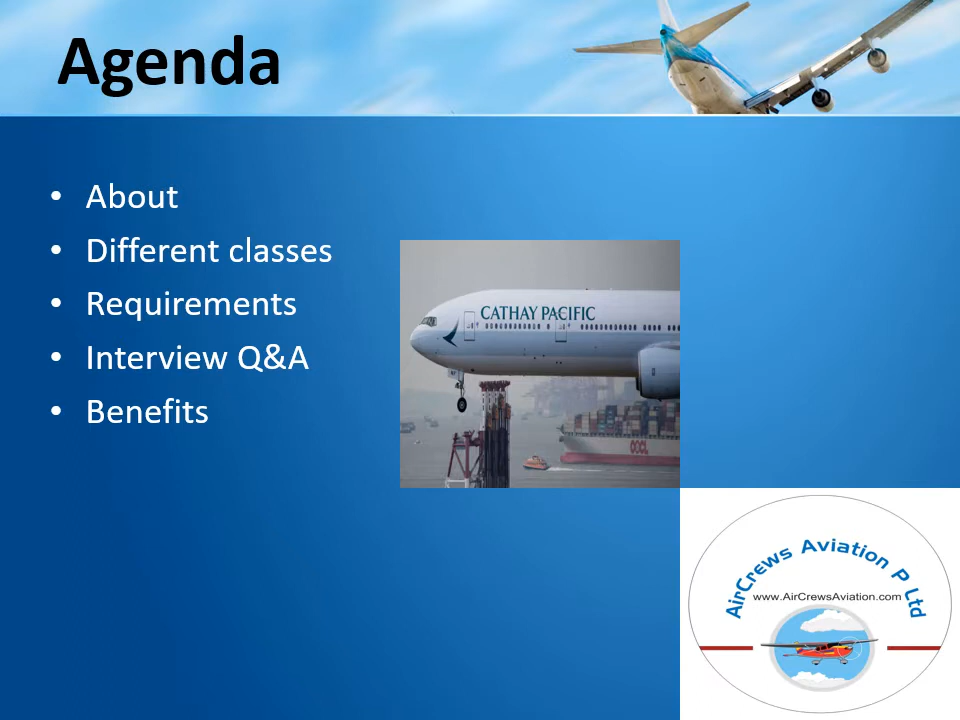 Agenda
• About
• Different classes
• Requirements
• Interview Q&A
• Benefits
CATHAY PACIFIC
OOCL
AirCrews Aviation P Ltd
www.AirCrewsAviation.com